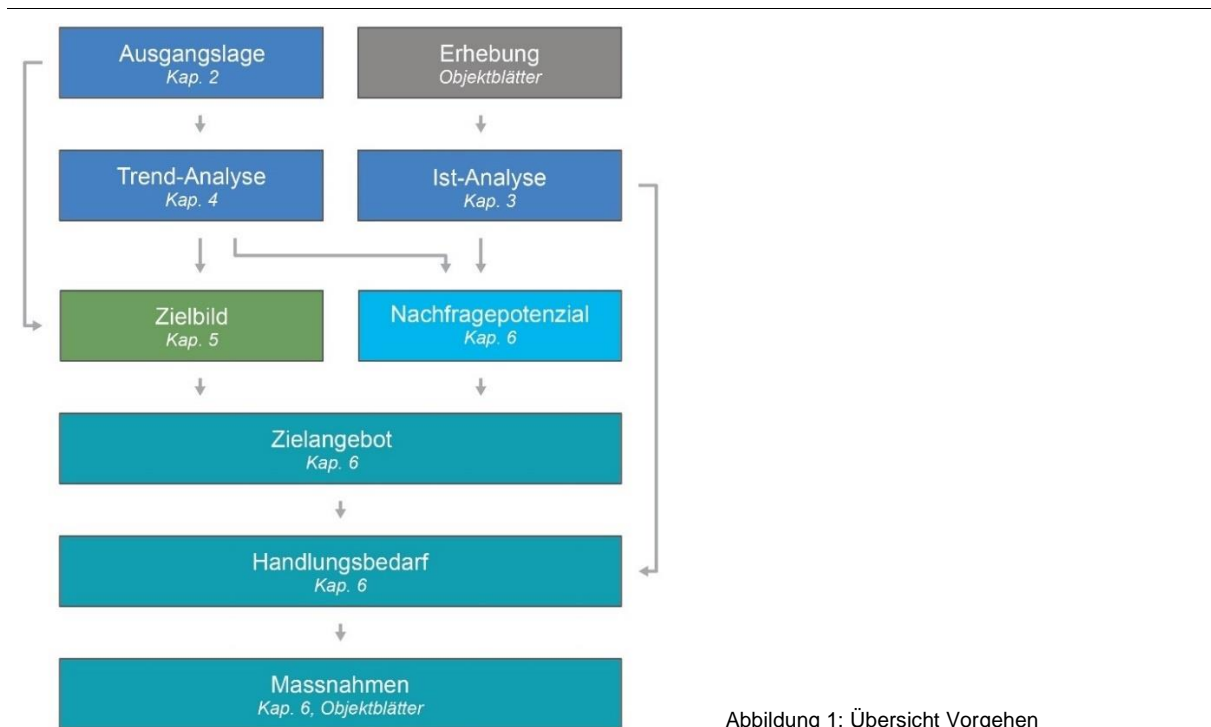 Ausgangslage
Kap. 2
Erhebung
Objektblätter
Trend-Analyse
Kap. 4
Ist-Analyse
Kap. 3
Zielbild
Kap. 5
Nachfragepotenzial
Kap. 6
Zielangebot
Kap. 6
Handlungsbedarf
Kap. 6
Massnahmen
Kap. 6, Objektblätter
Abbildung 1: Übersicht Vorgehen